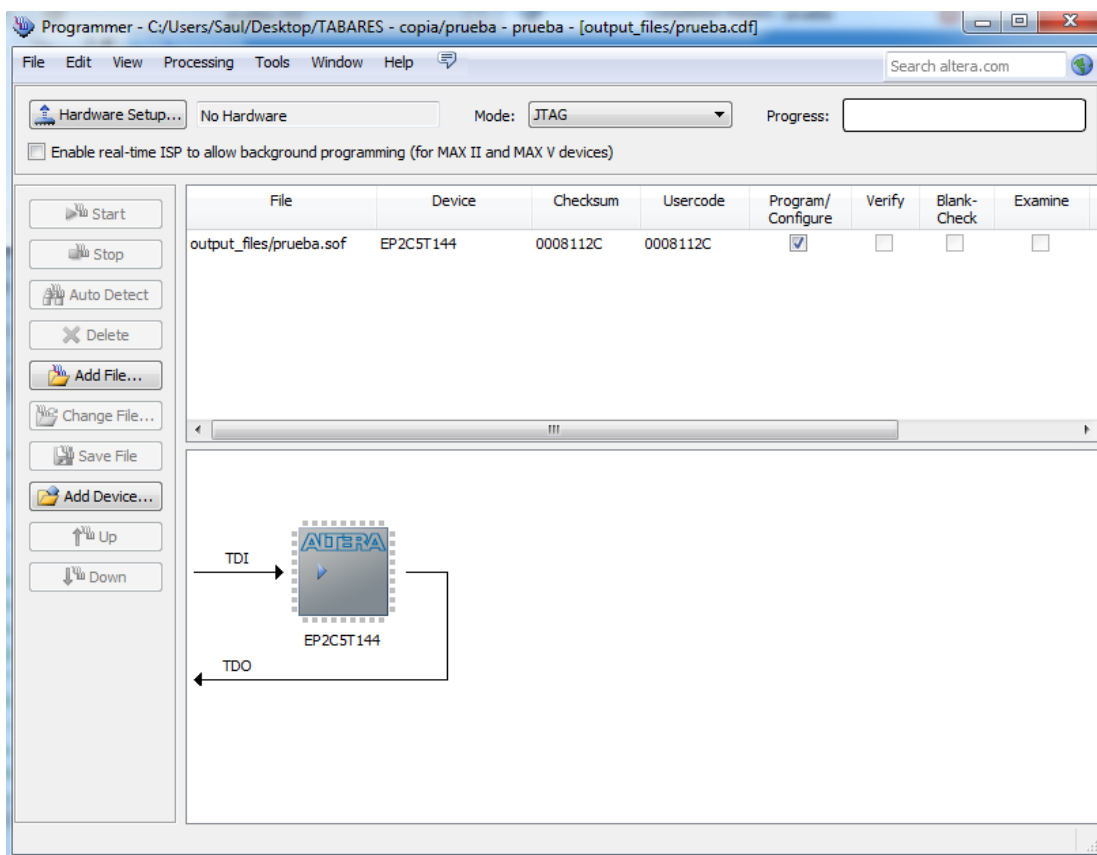 Programmer - C:/Users/Saul/Desktop/TABARES - copia/prueba - prueba - [output_files/prueba.cdf]
File Edit View Processing Tools Window Help Search altera.com
Hardware Setup... No Hardware Mode: JTAG Progress:
Enable real-time ISP to allow background programming (for MAX II and MAX V devices)
Start
Stop
Auto Detect
Delete
Add File...
Change File...
Save File
Add Device...
Up
Down
File Device Checksum Usercode Program/ Configure Verify Blank- Check Examine
output_files/prueba.sof EP2C5T144 0008112C 0008112C
TDI
ALTERA
EP2C5T144
TDO